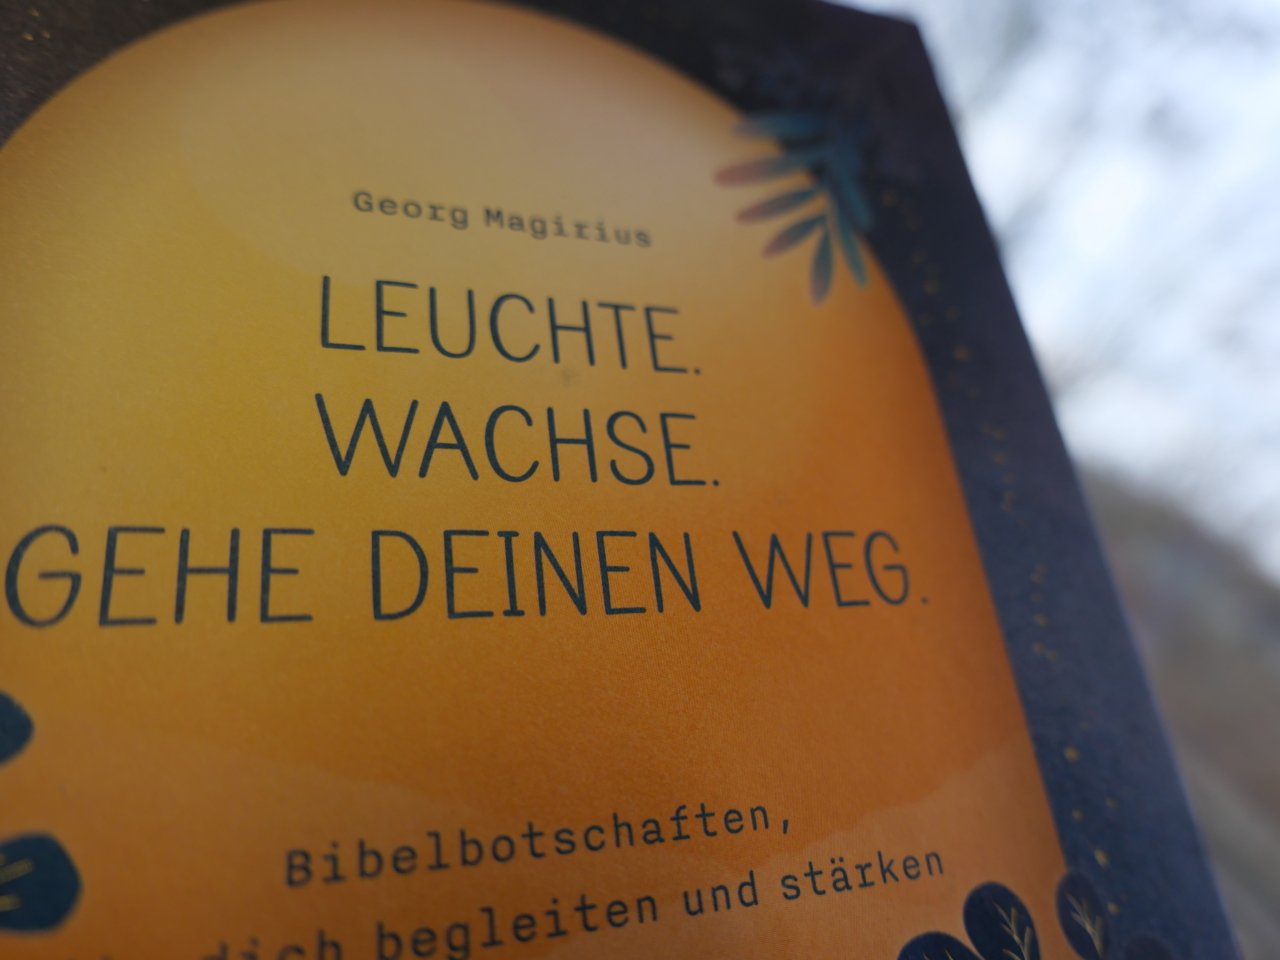 Georg Magirius
LEUCHTE.
WACHSE.
GEHE DEINEN WEG.
Bibelbotschaften,
dich begleiten und stärken